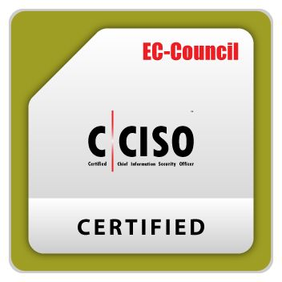 EC-Council
C|CISO
Certified Chief Information Security Officer
CERTIFIED